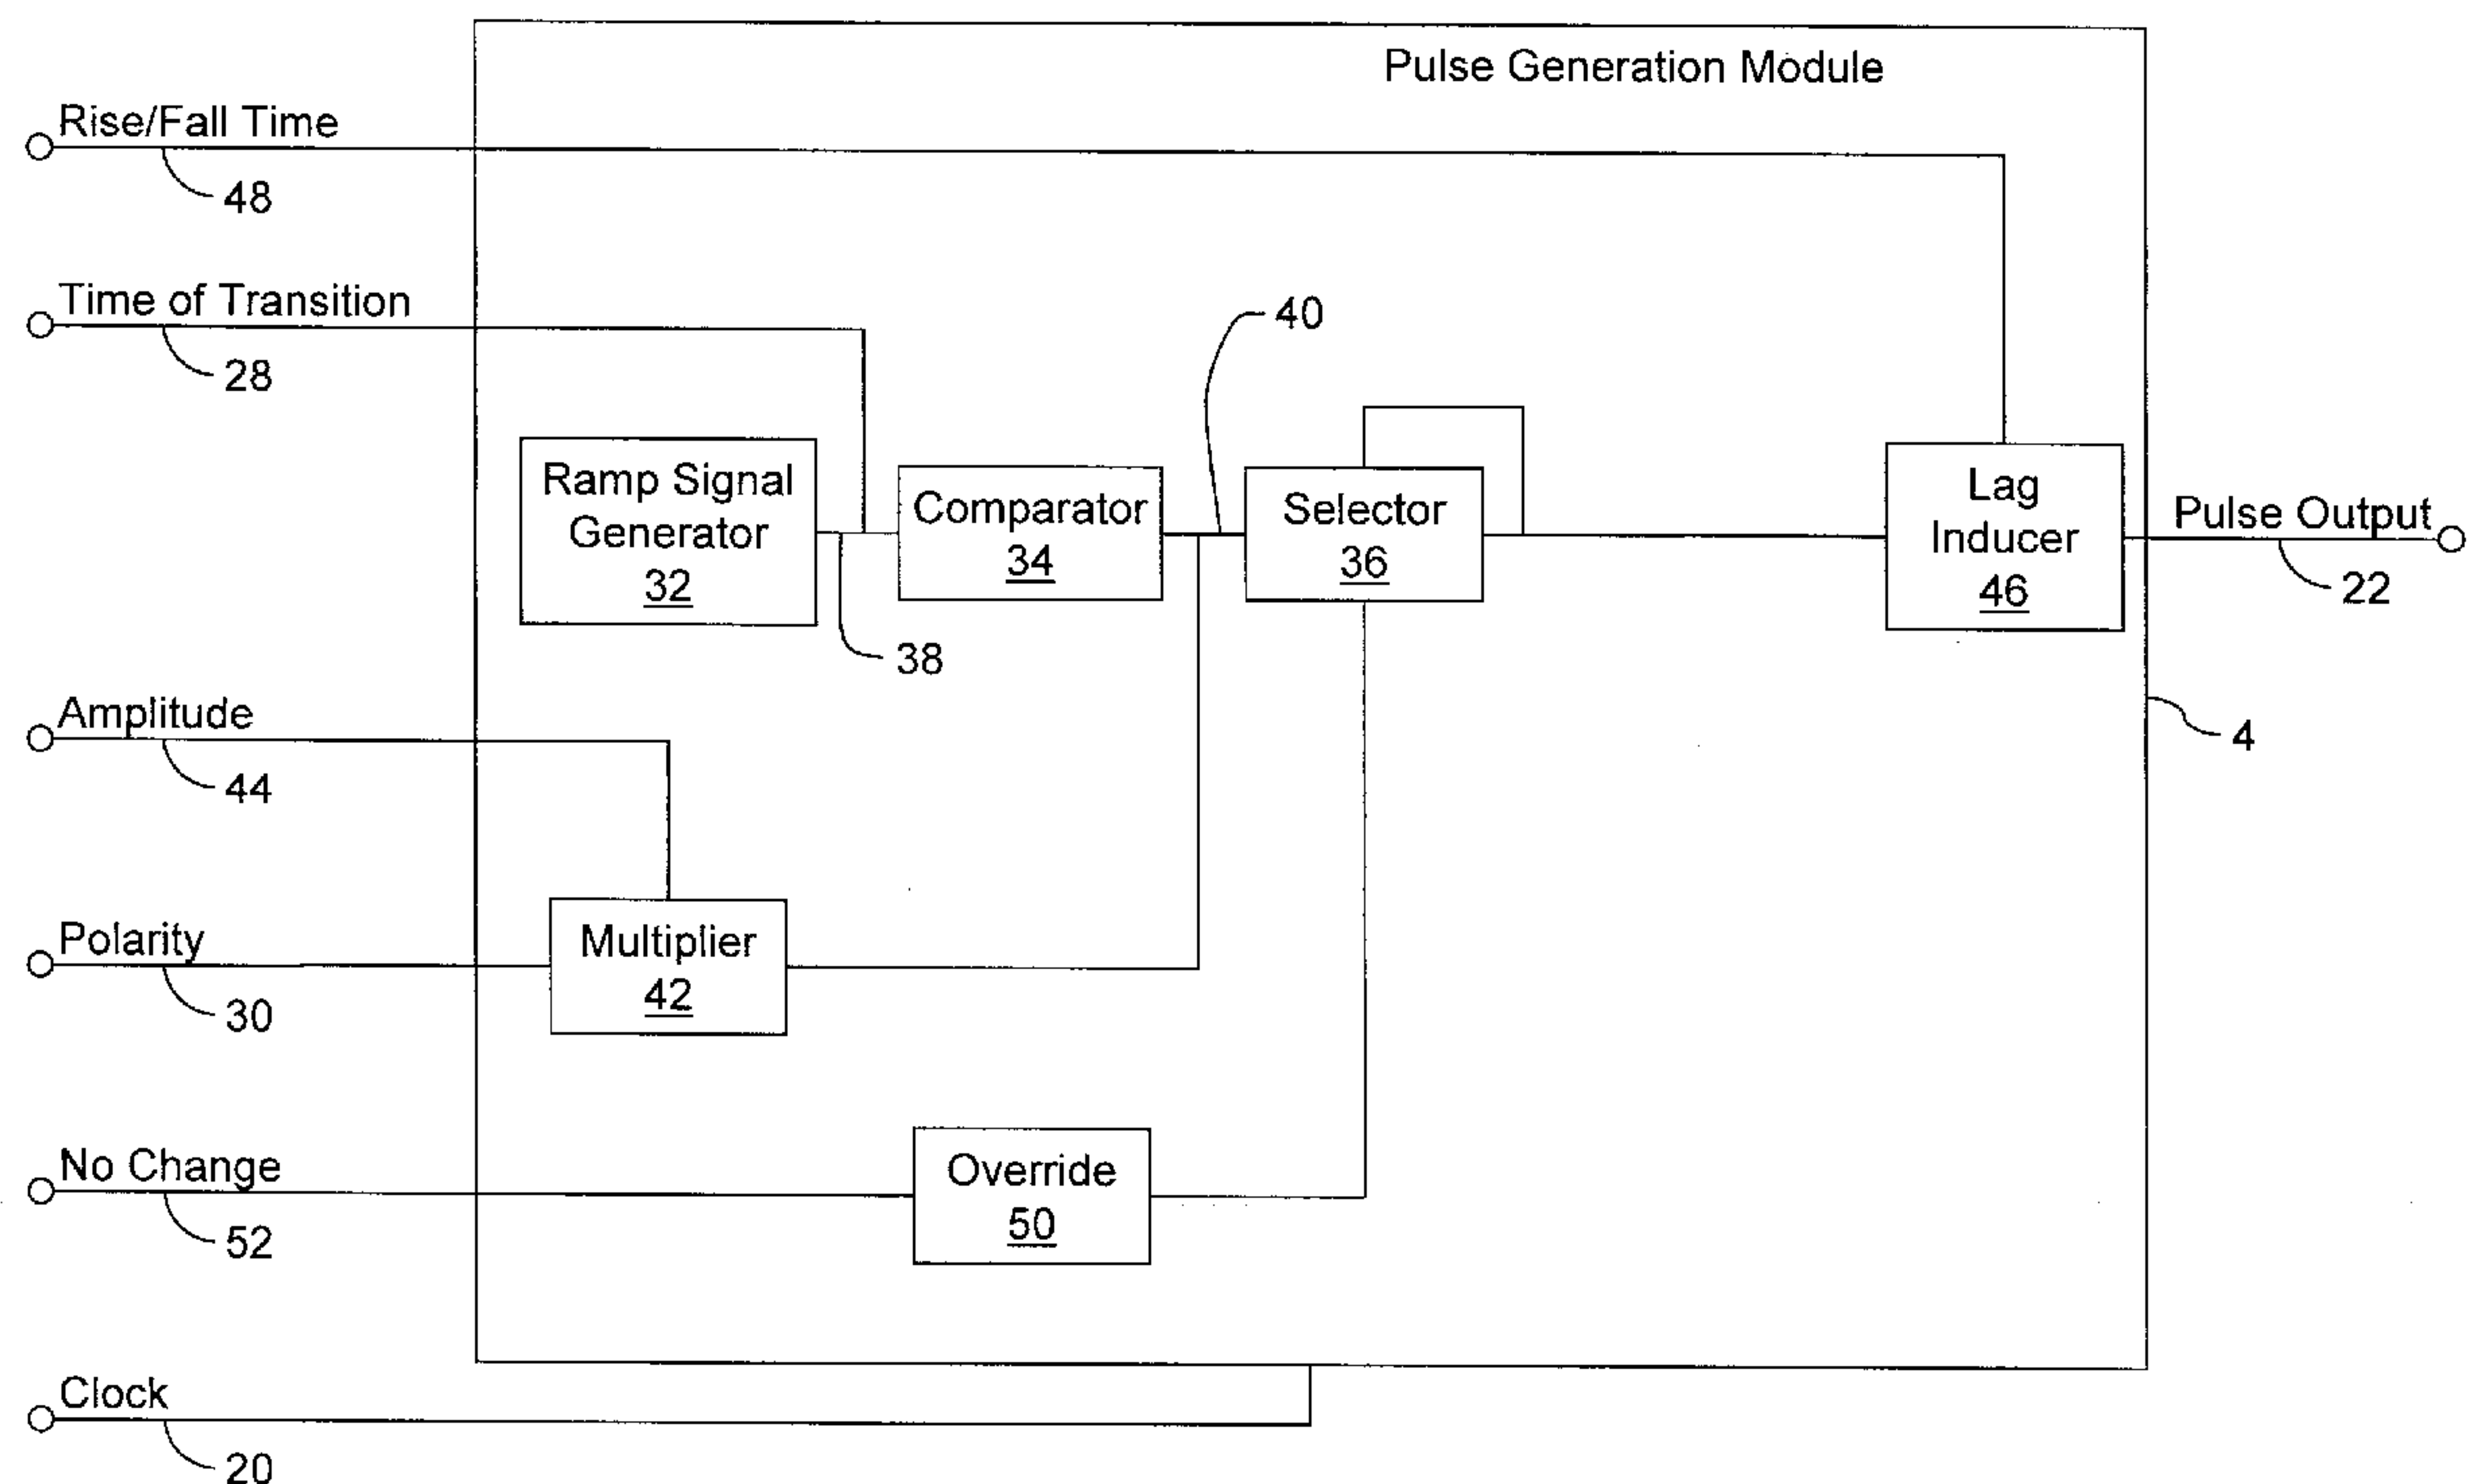 Pulse Generation Module
Rise/Fall Time
48
Time of Transition
28
40
Ramp Signal
Generator
32
Comparator
34
Selector
36
Lag
Inducer
46
Pulse Output
22
38
Amplitude
44
4
Polarity
30
Multiplier
42
No Change
52
Override
50
Clock
20